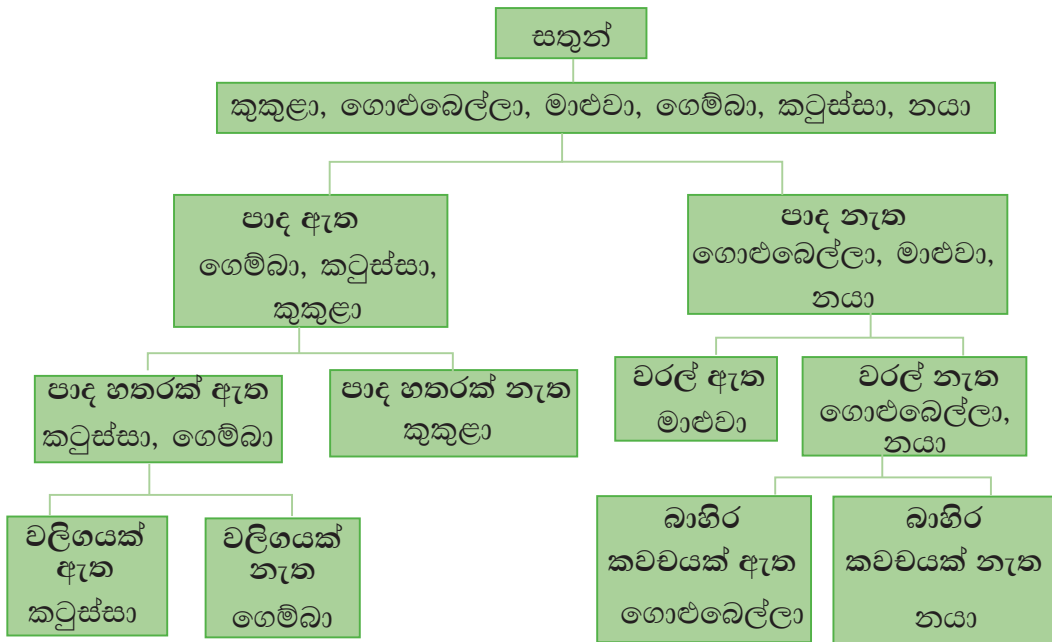 සතුන්
කුකුළා, ගොළුබෙල්ලා, මාළුවා, ගෙම්බා, කටුස්සා, නයා
පාද ඇත
ගෙම්බා, කටුස්සා,
කුකුළා
පාද නැත
ගොළුබෙල්ලා, මාළුවා,
නයා
පාද හතරක් ඇත
කටුස්සා, ගෙම්බා
පාද හතරක් නැත
කුකුළා
වරල් ඇත
මාළුවා
වරල් නැත
ගොළුබෙල්ලා,
නයා
වලිගයක්
ඇත
කටුස්සා
වලිගයක්
නැත
ගෙම්බා
බාහිර
කවචයක් ඇත
ගොළුබෙල්ලා
බාහිර
කවචයක් නැත
නයා